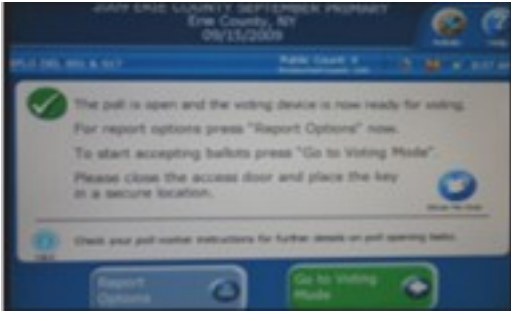 2009 ERIE COUNTY SEPTEMBER PRIMARY
Erie County, NY
09/15/2009
Public Count: 0
The poll is open and the voting device is now ready for voting.
For report options press "Report Options" now.
To start accepting ballots press "Go to Voting Mode".
Please close the access door and place the key
in a secure location.
Check your poll worker instructions for further details on poll opening tasks.
Report
Options
Go to Voting
Mode